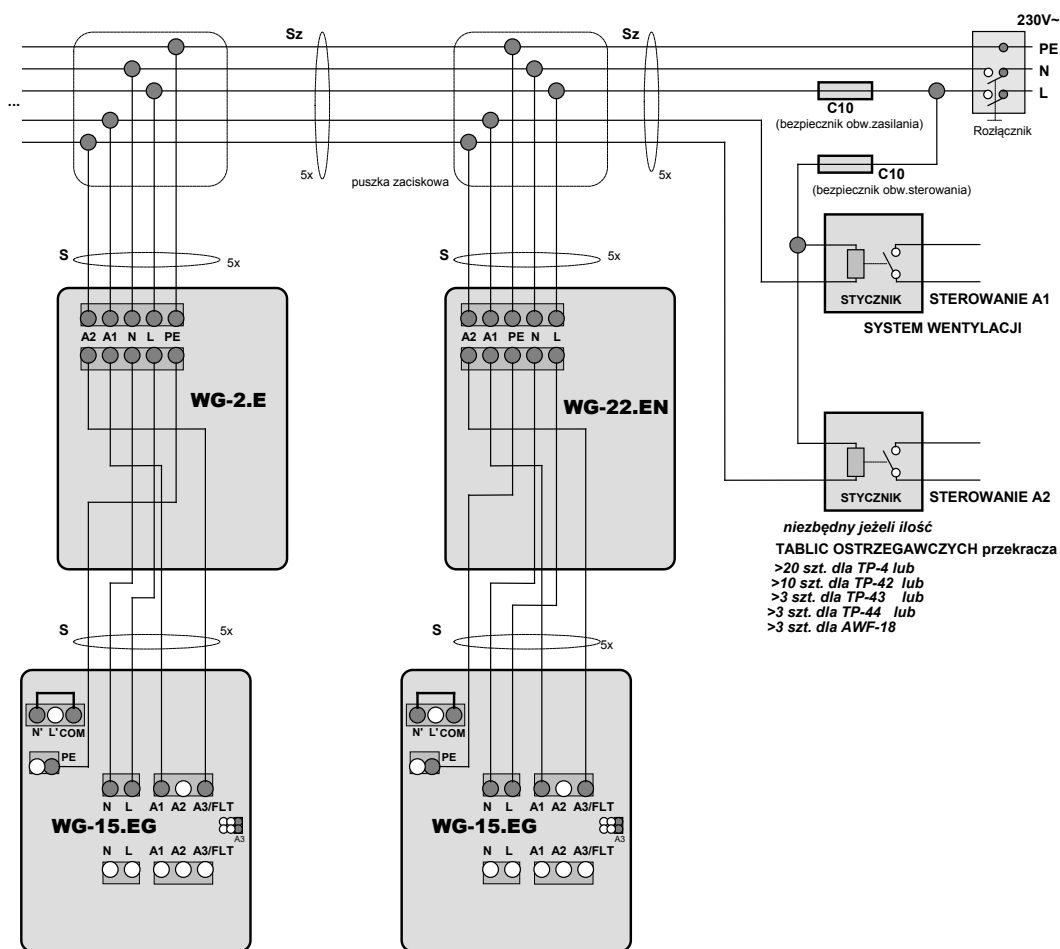 230V~
Sz
Sz
PE
N
L
...
C10
(bezpiecznik obw.zasilania)
Rozłącznik
5x
puszka zaciskowa
5x
C10
(bezpiecznik obw.sterowania)
S
5x
S
5x
STYCZNIK
STEROWANIE A1
SYSTEM WENTYLACJI
A2 A1 N L PE
A2 A1 PE N L
WG-2.E
WG-22.EN
STYCZNIK
STEROWANIE A2
niezbędny jeżeli ilość
TABLIC OSTRZEGAWCZYCH przekracza
>20 szt. dla TP-4 lub
>10 szt. dla TP-42 lub
>3 szt. dla TP-43 lub
>3 szt. dla TP-44 lub
>3 szt. dla AWF-18
S
5x
S
5x
N' L' COM
PE
N L A1 A2 A3/FLT
WG-15.EG
A3
N L A1 A2 A3/FLT
N' L' COM
PE
N L A1 A2 A3/FLT
WG-15.EG
A3
N L A1 A2 A3/FLT